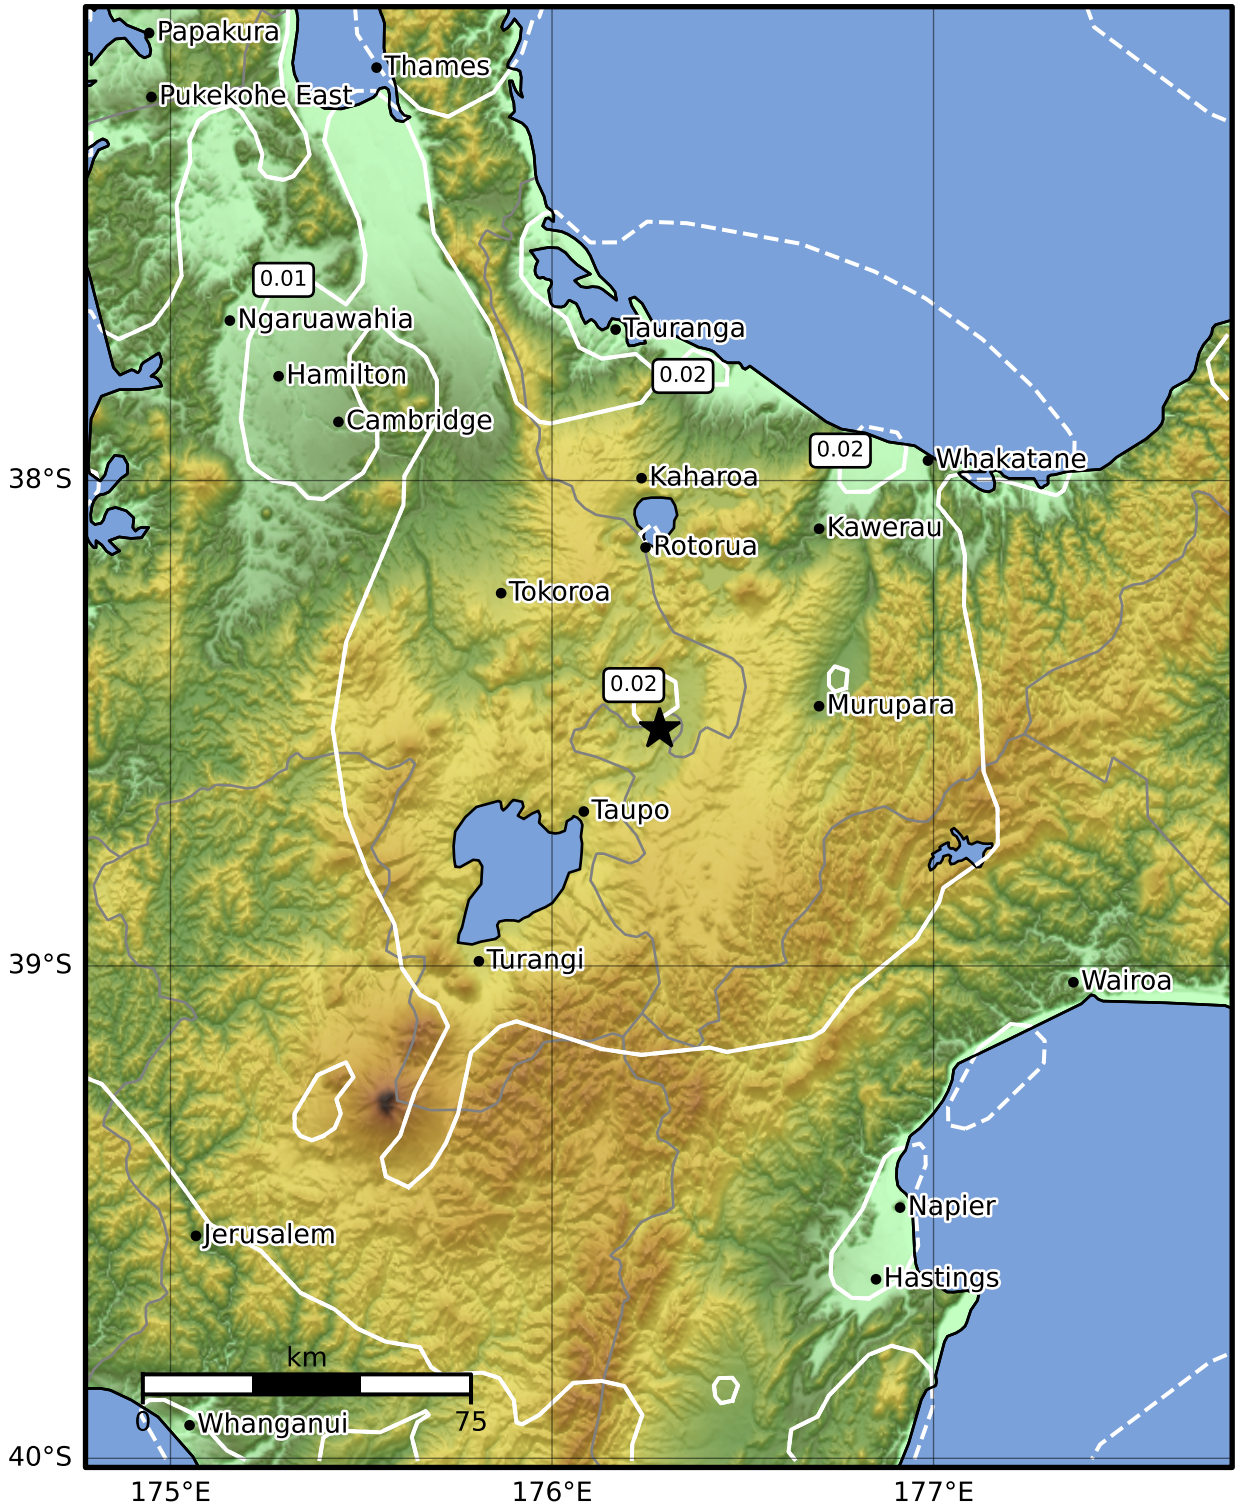 Papakura
Thames
Pukekohe East
0.01
Ngaruawahia
Tauranga
Hamilton
0.02
Cambridge
0.02
Whakatane
38°S
Kaharoa
Kawerau
Rotorua
Tokoroa
0.02
Murupara
Taupo
39°S
Turangi
Wairoa
Napier
Jerusalem
Hastings
km
0
75
Whanganui
40°S
175°E
176°E
177°E